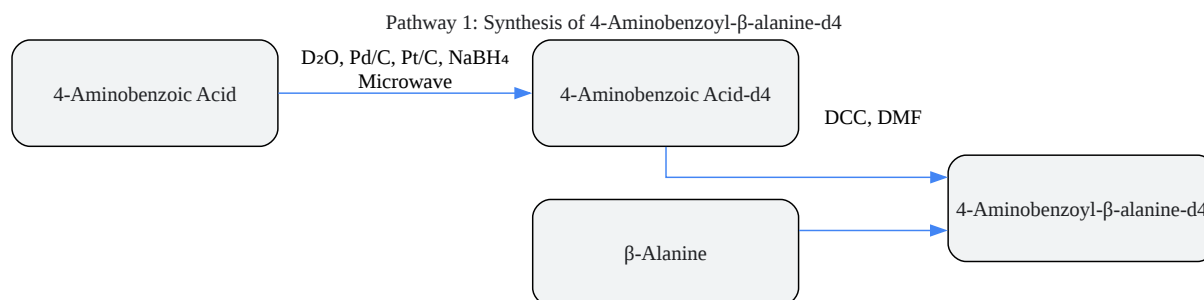 Pathway 1: Synthesis of 4-Aminobenzoyl-β-alanine-d4
4-Aminobenzoic Acid
D₂O, Pd/C, Pt/C, NaBH₄
Microwave
4-Aminobenzoic Acid-d4
DCC, DMF
β-Alanine
4-Aminobenzoyl-β-alanine-d4